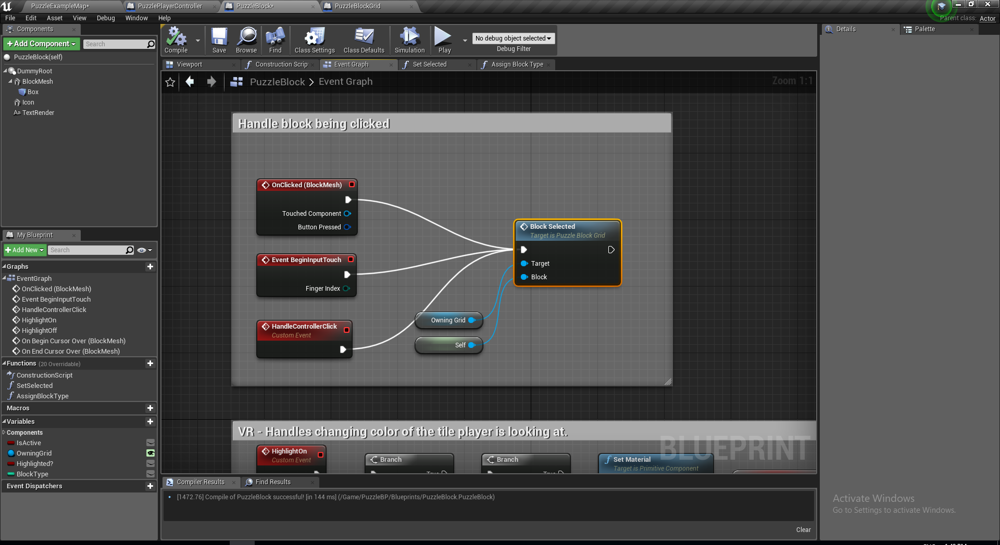 PuzzleExampleMap*
PuzzlePlayerController
PuzzleBlock*
PuzzleBlockGrid
File Edit Asset View Debug Window Help
Parent class: Actor
Components
+ Add Component
Search
PuzzleBlock(self)
DummyRoot
BlockMesh
Box
Icon
Aa TextRender
My Blueprint
+ Add New
Search
Graphs
EventGraph
OnClicked (BlockMesh)
Event BeginInputTouch
HandleControllerClick
HighlightOn
HighlightOff
On Begin Cursor Over (BlockMesh)
On End Cursor Over (BlockMesh)
Functions (20 Overridable)
ConstructionScript
SetSelected
AssignBlockType
Macros
Variables
Components
IsActive
OwningGrid
Highlighted?
BlockType
Event Dispatchers
Compile
Save
Browse
Find
Class Settings
Class Defaults
Simulation
Play
No debug object selected
Debug Filter
Viewport
Construction Scrip
Event Graph
Set Selected
Assign Block Type
PuzzleBlock > Event Graph
Zoom 1:1
Handle block being clicked
OnClicked (BlockMesh)
Touched Component
Button Pressed
Event BeginInputTouch
Finger Index
HandleControllerClick
Custom Event
Block Selected
Target is Puzzle Block Grid
Target
Block
Owning Grid
Self
VR - Handles changing color of the tile player is looking at.
BLUEPRINT
HighlightOn
Custom Event
Branch
Branch
Set Material
Target is Primitive Component
Compiler Results
Find Results
[1472.76] Compile of PuzzleBlock successful! [in 144 ms] (/Game/PuzzleBP/Blueprints/PuzzleBlock.PuzzleBlock)
Clear
Details
Palette
Activate Windows
Go to Settings to activate Windows.